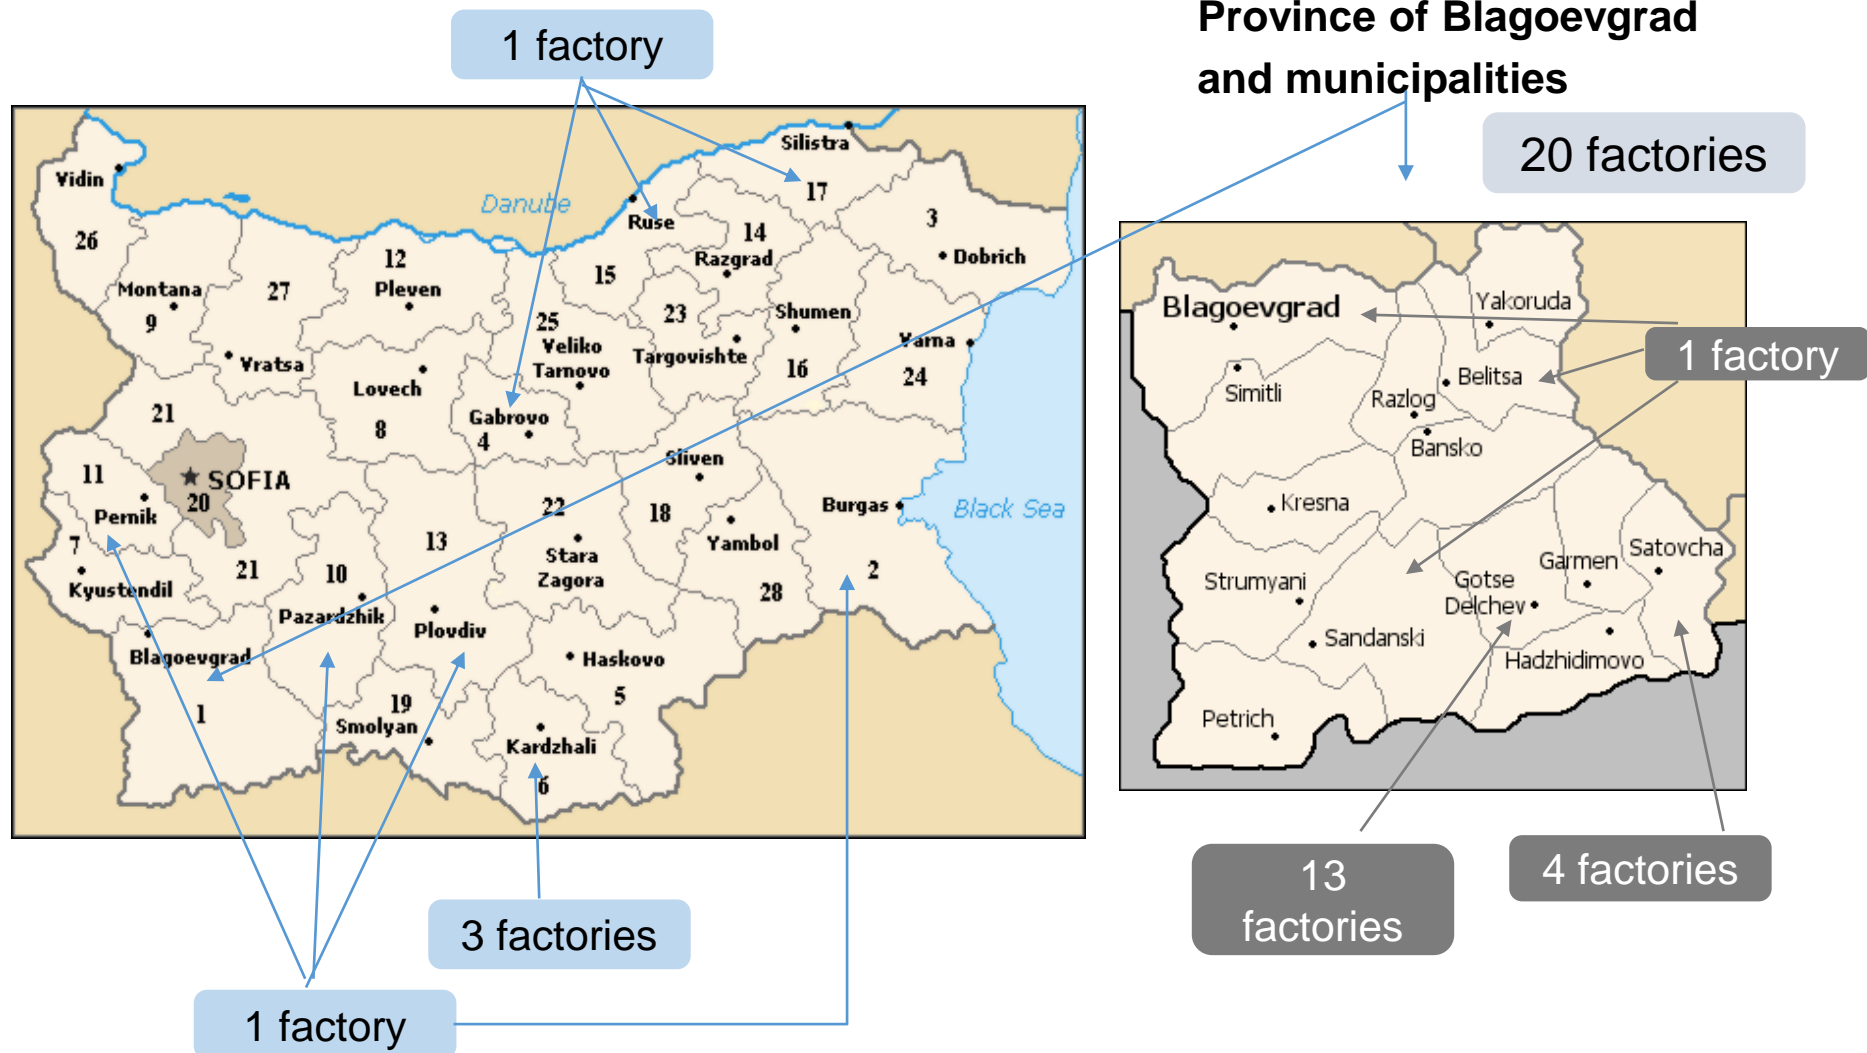 Province of Blagoevgrad
and municipalities
1 factory
20 factories
Silistra
17
Vidin
Danube
Ruse
3
26
14
Razgrad
Dobrich
12
Pleven
15
27
Montana
9
25
Veliko
Tarnovo
23
Targovishte
Shumen
16
Varna
24
Vratsa
Lovech
8
21
Gabrovo
4
Sliven
18
11
SOFIA
20
Pernik
22
Stara
Zagora
Burgas
2
Black Sea
Yambol
28
7
Kyustendil
21
10
Pazardzhik
13
Plovdiv
Blagoevgrad
1
Haskovo
5
19
Smolyan
Kardzhali
6
3 factories
1 factory
Blagoevgrad
Yakoruda
1 factory
Simitli
Belitsa
Razlog
Bansko
Kresna
Satovcha
Garmen
Strumyani
Gotse
Delchev
Sandanski
Hadzhidimovo
Petrich
13
factories
4 factories